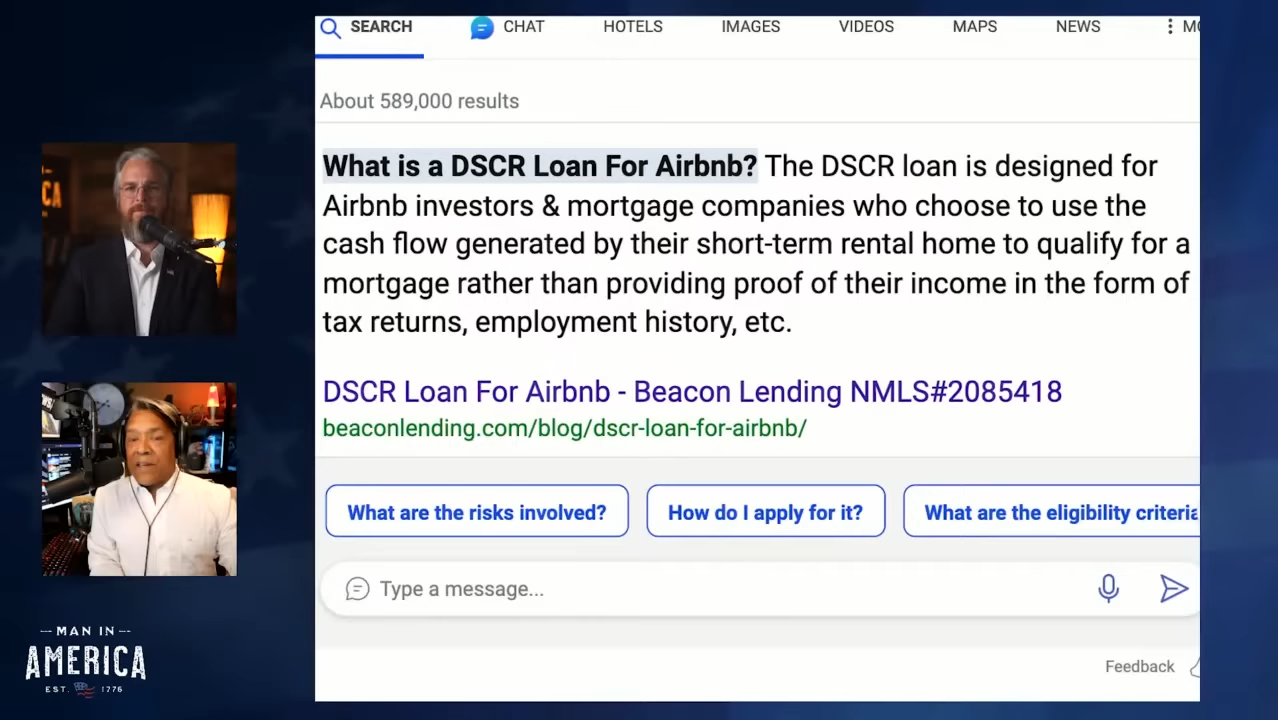 SEARCH
CHAT
HOTELS
IMAGES
VIDEOS
MAPS
NEWS
About 589,000 results
What is a DSCR Loan For Airbnb? The DSCR loan is designed for
Airbnb investors & mortgage companies who choose to use the
cash flow generated by their short-term rental home to qualify for a
mortgage rather than providing proof of their income in the form of
tax returns, employment history, etc.
DSCR Loan For Airbnb - Beacon Lending NMLS#2085418
beaconlending.com/blog/dscr-loan-for-airbnb/
What are the risks involved?
How do I apply for it?
What are the eligibility criteria
Type a message...
Feedback
MAN IN
AMERICA
EST. 1776